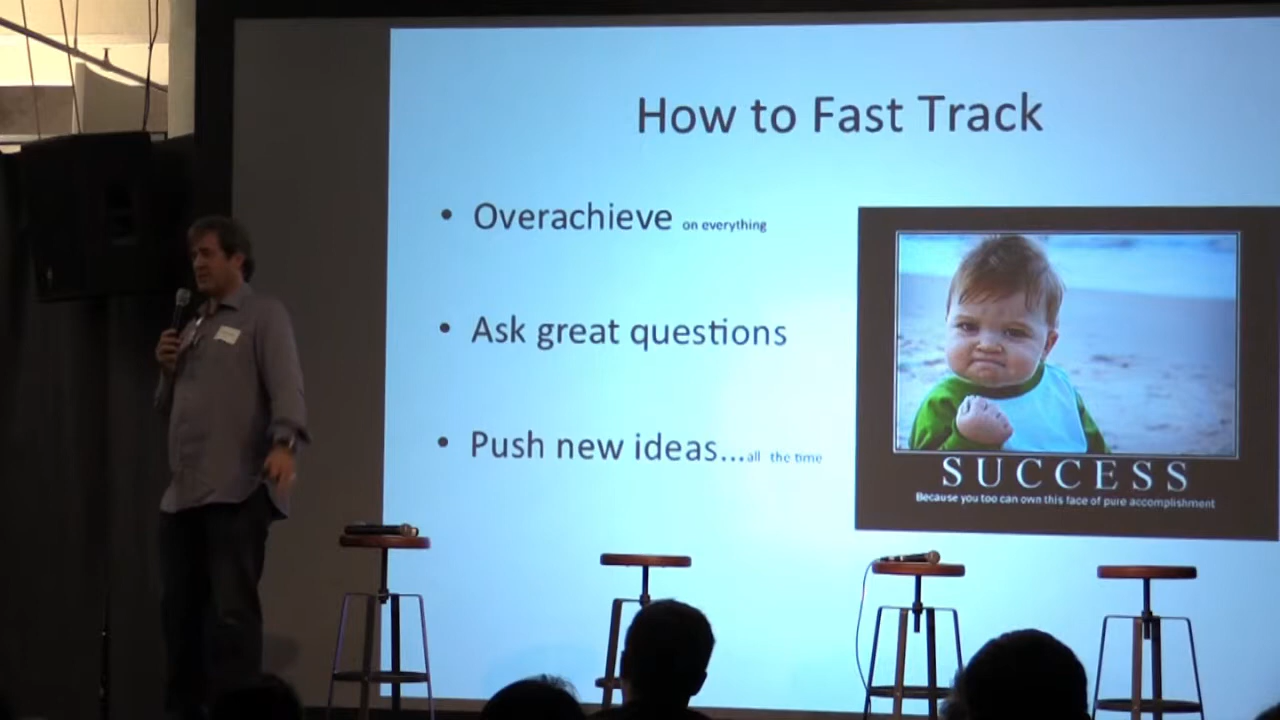 How to Fast Track
• Overachieve on everything
• Ask great questions
• Push new ideas...all the time
SUCCESS
Because you too can own this face of pure accomplishment